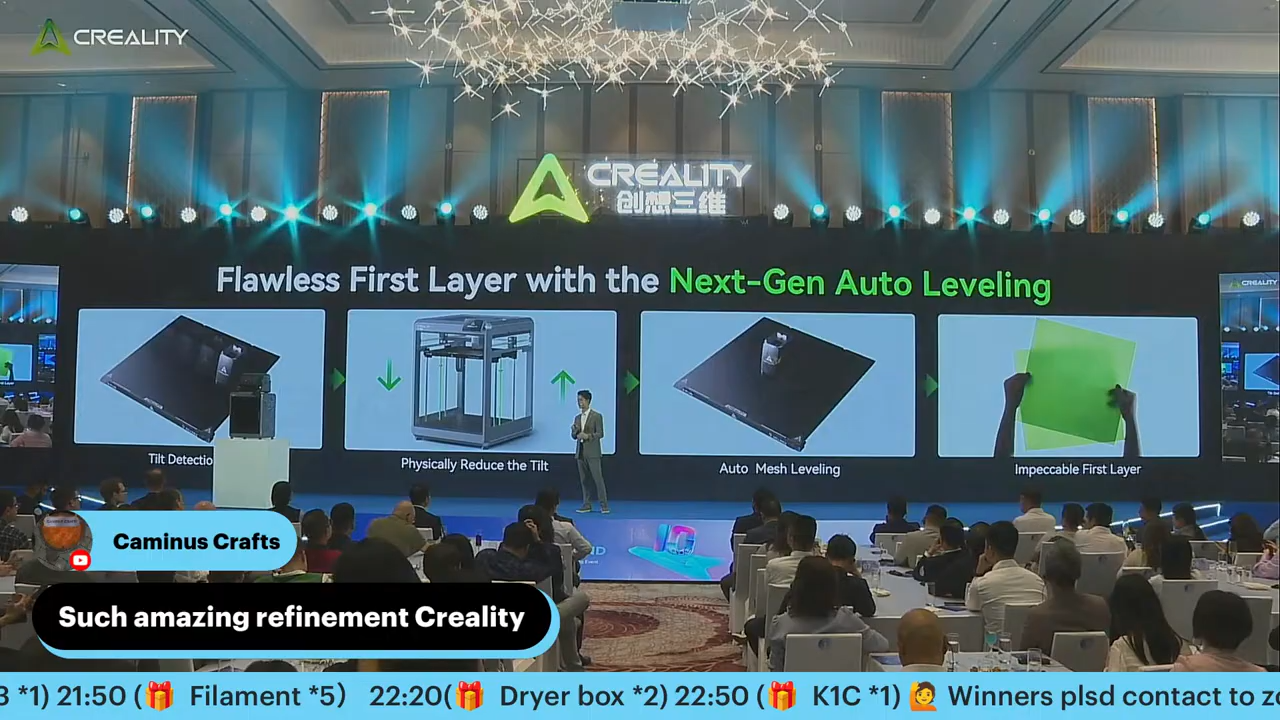 CREALITY
CREALITY
创想三维
Flawless First Layer with the Next-Gen Auto Leveling
CREALITY
Tilt Detectio
Physically Reduce the Tilt
Auto Mesh Leveling
Impeccable First Layer
10
Caminus Crafts
Such amazing refinement Creality
3 *1) 21:50 (🎁 Filament *5） 22:20(🎁 Dryer box *2) 22:50 (🎁 K1C *1) 🙋 Winners plsd contact to z